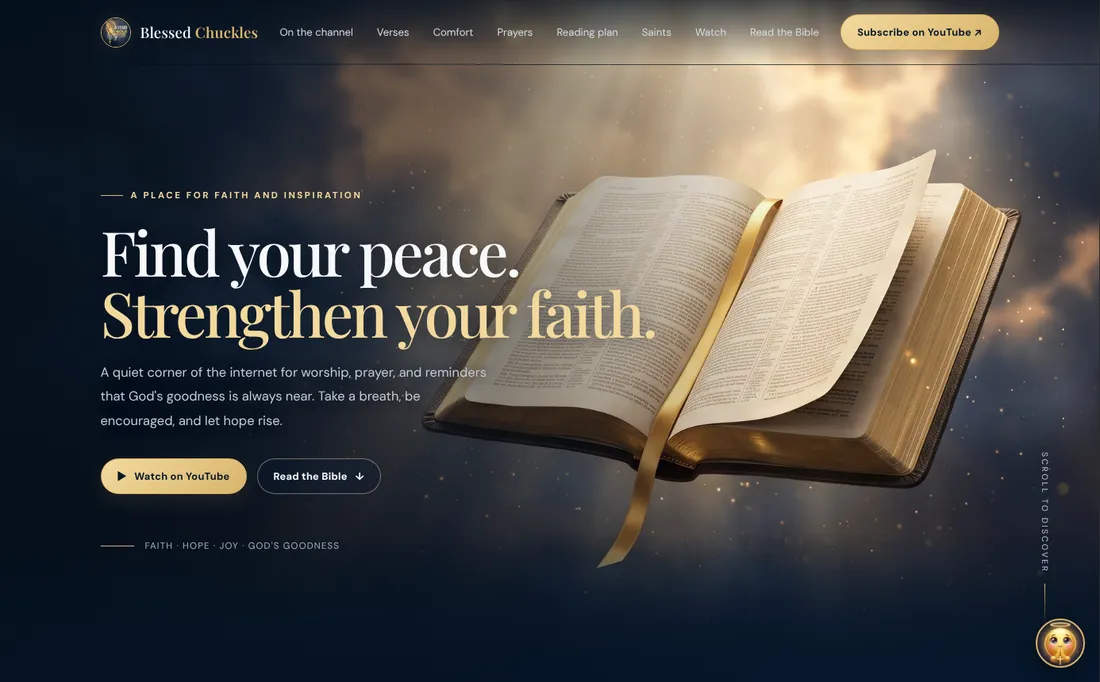 Blessed Chuckles
On the channel
Verses
Comfort
Prayers
Reading plan
Saints
Watch
Read the Bible
Subscribe on YouTube ↗
A PLACE FOR FAITH AND INSPIRATION
Find your peace.
Strengthen your faith.
A quiet corner of the internet for worship, prayer, and reminders
that God's goodness is always near. Take a breath, be
encouraged, and let hope rise.
▶ Watch on YouTube
Read the Bible ↓
FAITH · HOPE · JOY · GOD'S GOODNESS
SCROLL TO DISCOVER